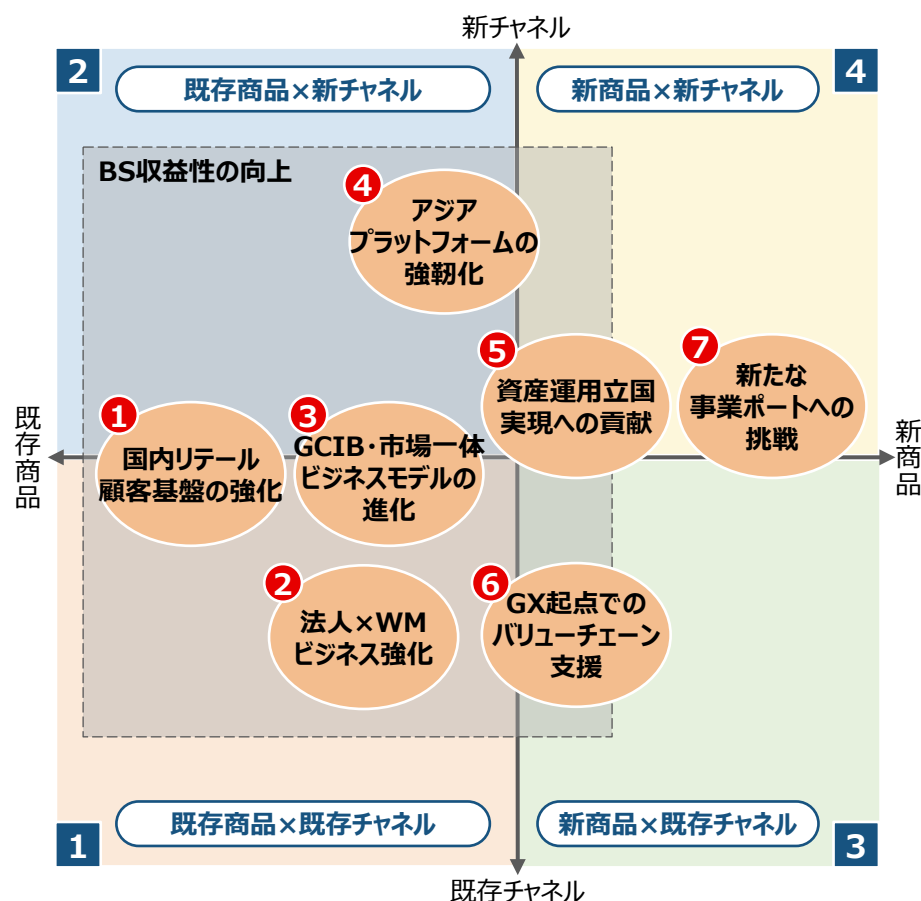 新チャネル
2
既存商品×新チャネル
新商品×新チャネル
4
BS収益性の向上
4
アジア
プラットフォームの
強靭化
5
資産運用立国
実現への貢献
7
新たな
事業ポートへの
挑戦
既存商品
1
国内リテール
顧客基盤の強化
3
GCIB・市場一体
ビジネスモデルの
進化
新商品
2
法人×WM
ビジネス強化
6
GX起点での
バリューチェーン
支援
1
既存商品×既存チャネル
新商品×既存チャネル
3
既存チャネル